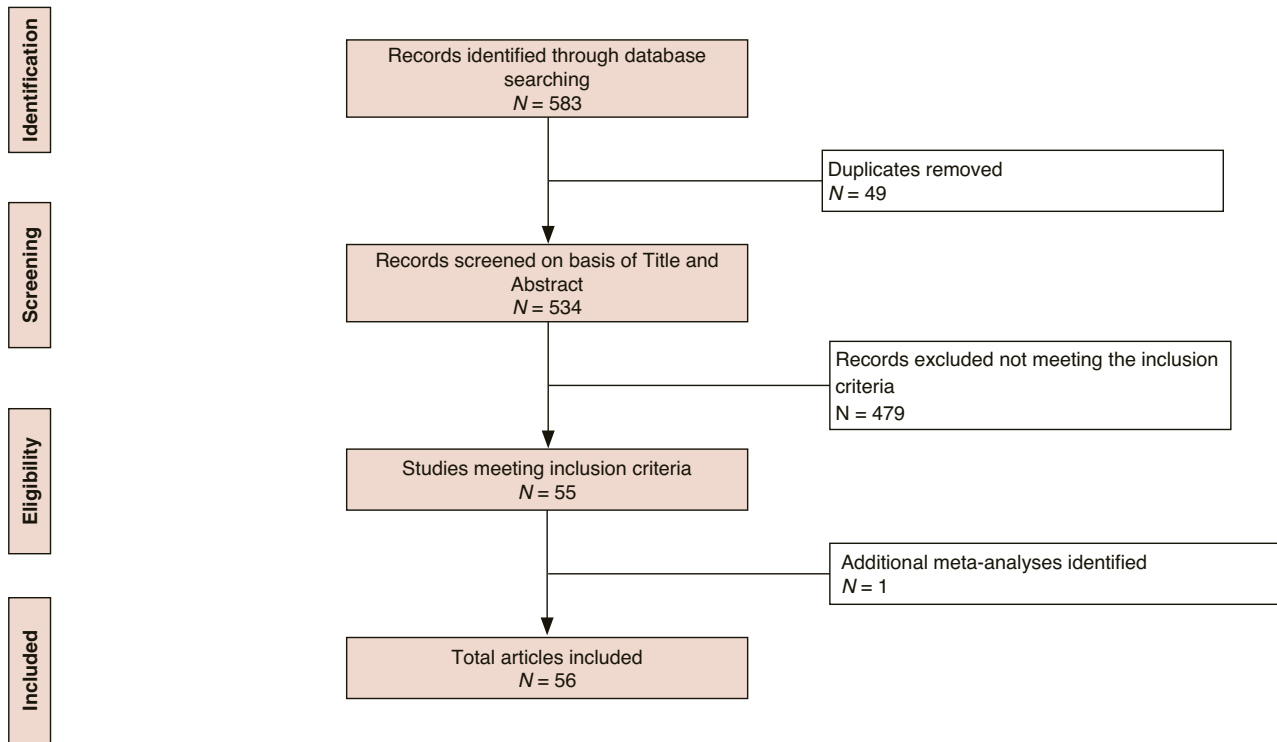 Identification
Records identified through database
searching
N = 583
Duplicates removed
N = 49
Screening
Records screened on basis of Title and
Abstract
N = 534
Records excluded not meeting the inclusion
criteria
N = 479
Eligibility
Studies meeting inclusion criteria
N = 55
Additional meta-analyses identified
N = 1
Included
Total articles included
N = 56